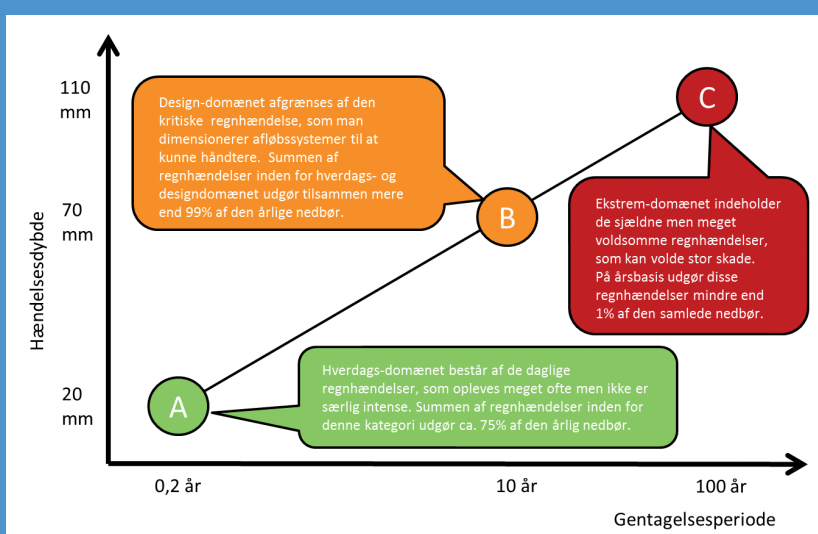 110
mm
Design-domænet afgrænses af den
kritiske regnhændelse, som man
dimensionerer afløbssystemer til at
kunne håndtere. Summen af
regnhændelser inden for hverdags- og
designdomænet udgør tilsammen mere
end 99% af den årlige nedbør.
C
70
mm
B
Ekstrem-domænet indeholder
de sjældne men meget
voldsomme regnhændelser,
som kan volde stor skade.
På årsbasis udgør disse
regnhændelser mindre end
1% af den samlede nedbør.
Hændelsesdybde
20
mm
A
Hverdags-domænet består af de daglige
regnhændelser, som opleves meget ofte men ikke er
særlig intense. Summen af regnhændelser inden for
denne kategori udgør ca. 75% af den årlig nedbør.
0,2 år
10 år
100 år
Gentagelsesperiode